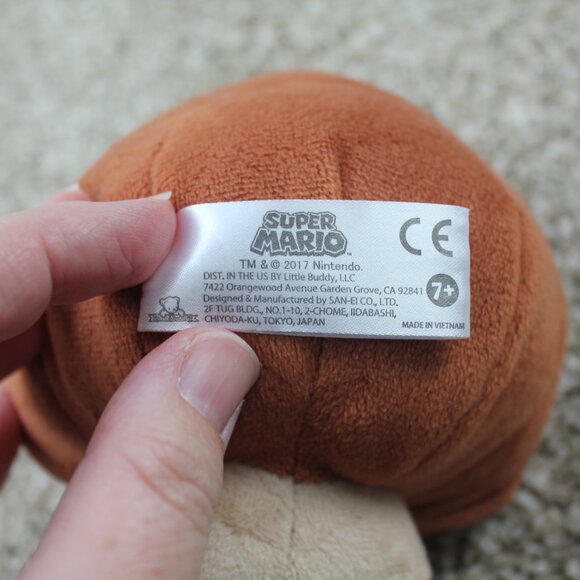 SUPER
MARIO™
CE
TM & © 2017 Nintendo.
DIST. IN THE US BY Little Buddy, LLC
7422 Orangewood Avenue Garden Grove, CA 92841
7+
Designed & Manufactured by SAN-EI CO., LTD.
2F TUG BLDG., NO.1-10, 2-CHOME, IIDABASHI,
CHIYODA-KU, TOKYO, JAPAN
MADE IN VIETNAM